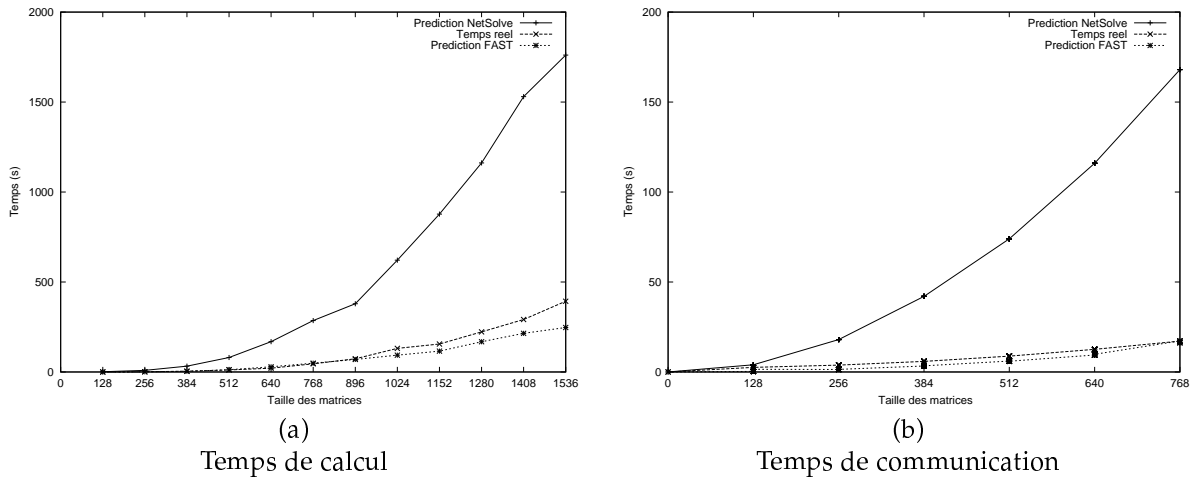 2000
1500
1000
500
0
Temps (s)
Prediction NetSolve
Temps reel
Prediction FAST
0 128 256 384 512 640 768 896 1024 1152 1280 1408 1536
Taille des matrices
(a)
Temps de calcul
200
150
100
50
0
Temps (s)
Prediction NetSolve
Temps reel
Prediction FAST
0 128 256 384 512 640 768
Taille des matrices
(b)
Temps de communication